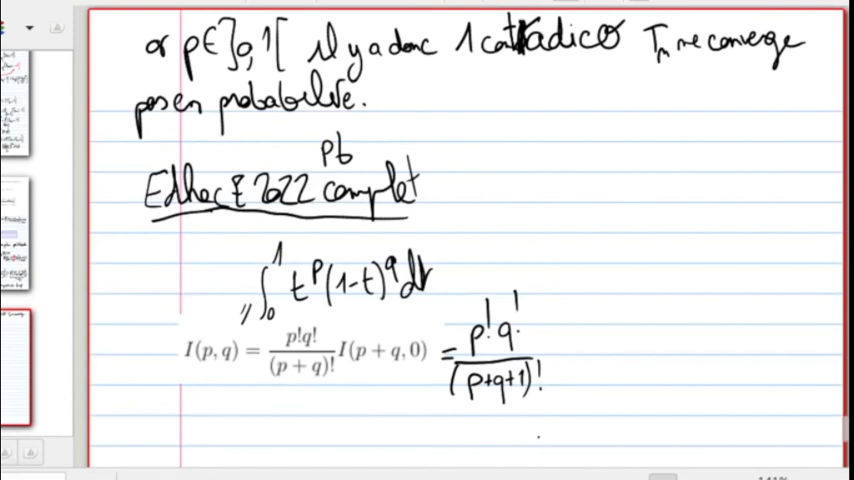 or p∈]0,1[ il y a donc 1 contradicO Tn ne converge
pas en probabilité.
pb
Edhec E 2022 complet
∫₀¹ t^p (1-t)^q dt
I(p, q) = p!q!/(p+q)! I(p + q, 0) = p! q!/(p+q+1)!